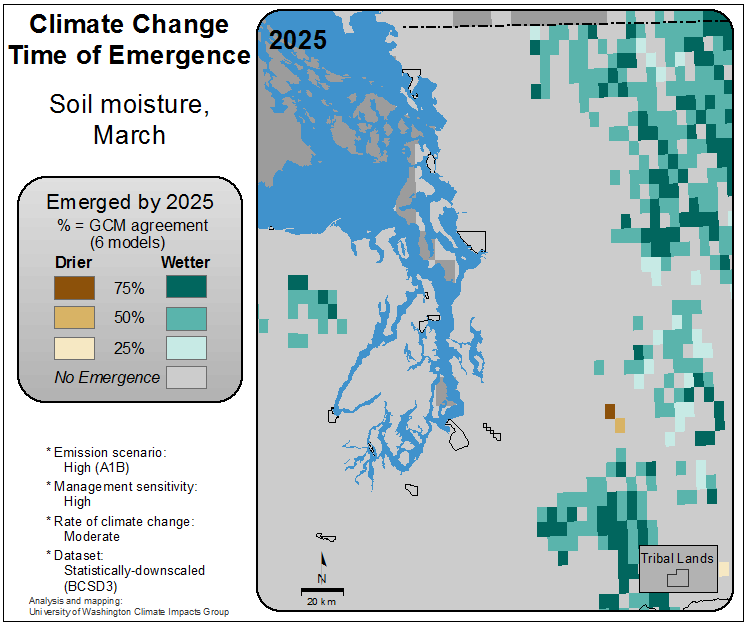 Climate Change
Time of Emergence
Soil moisture,
March
Emerged by 2025
% = GCM agreement
(6 models)
Drier Wetter
75%
50%
25%
No Emergence
* Emission scenario:
High (A1B)
* Management sensitivity:
High
* Rate of climate change:
Moderate
* Dataset:
Statistically-downscaled
(BCSD3)
Analysis and mapping:
University of Washington Climate Impacts Group
2025
N
20 km
Tribal Lands